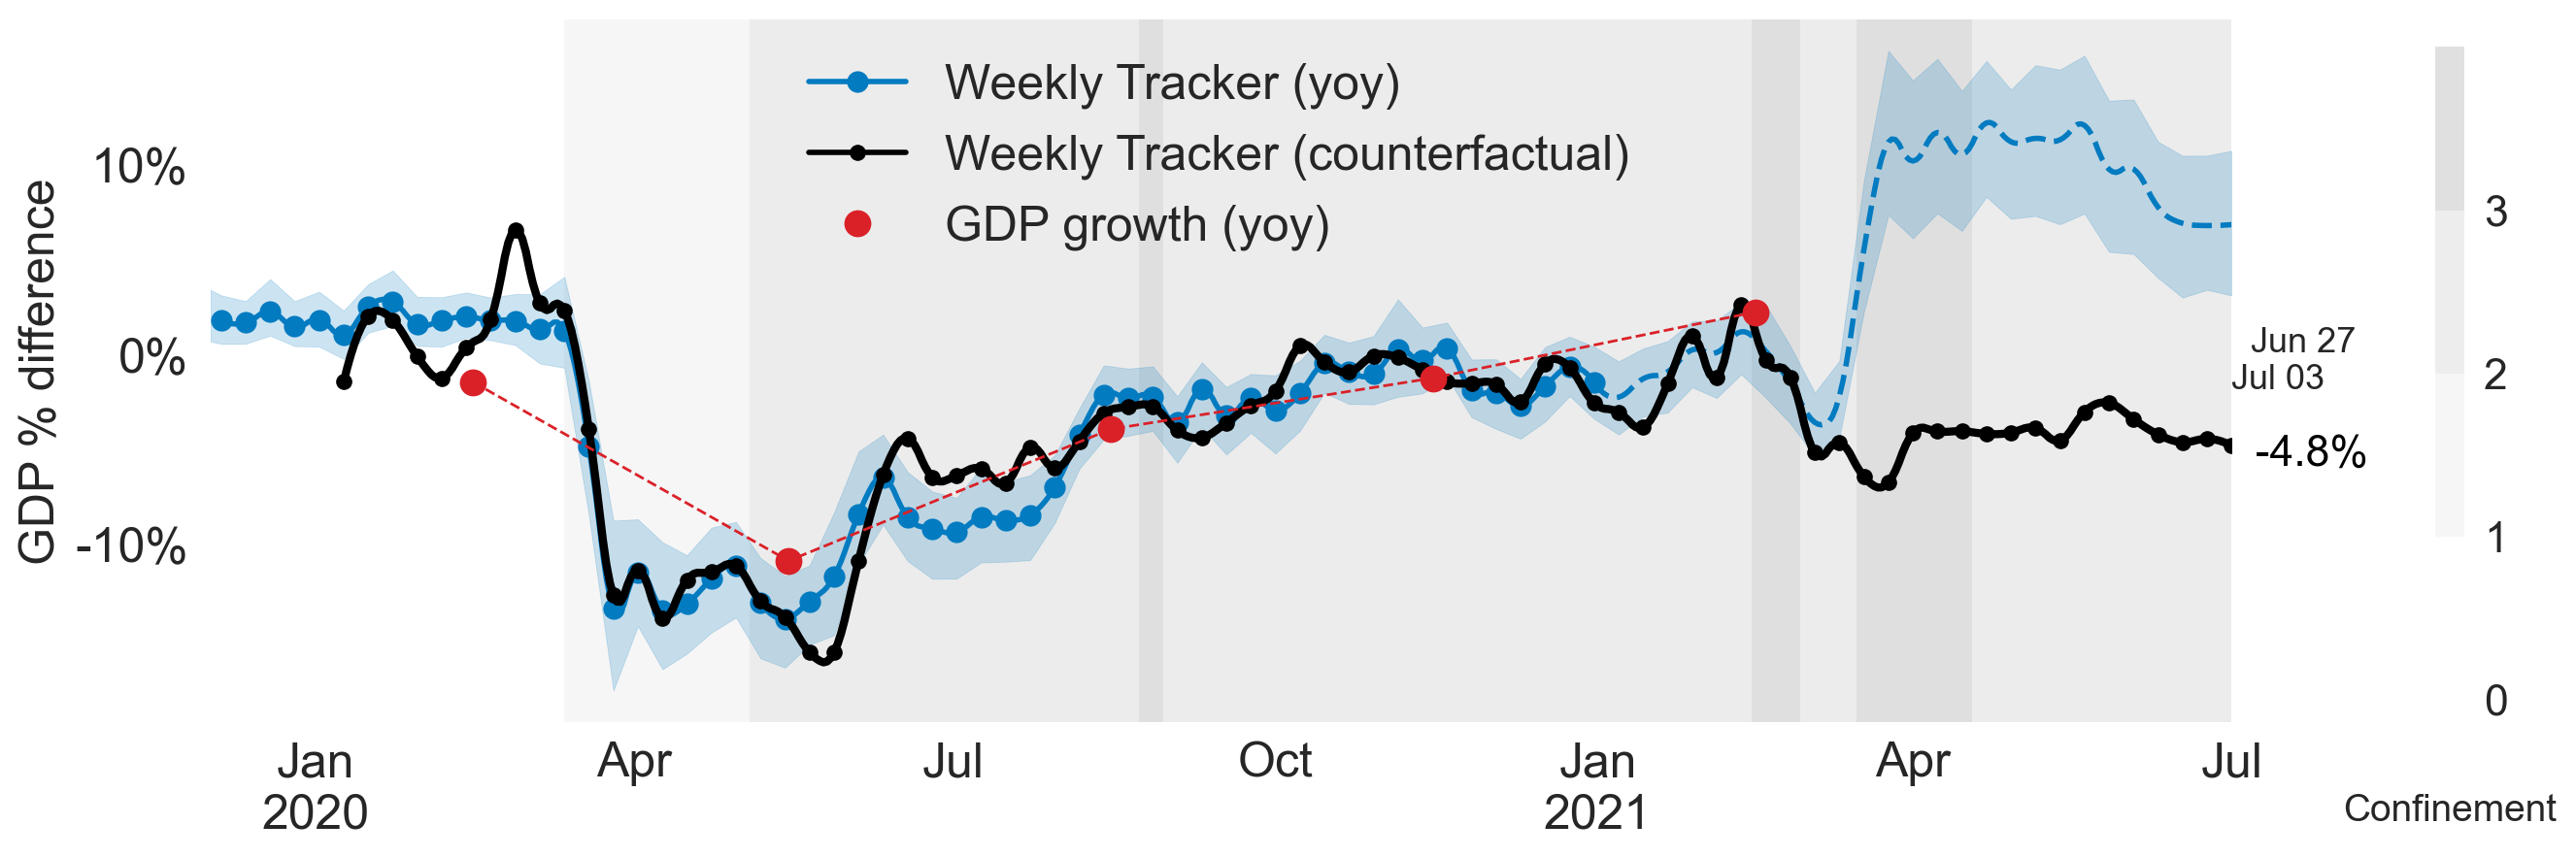 Weekly Tracker (yoy)
Weekly Tracker (counterfactual)
GDP growth (yoy)
GDP % difference
10%
0%
-10%
Jan
2020
Apr
Jul
Oct
Jan
2021
Apr
Jul
Jun 27
Jul 03
-4.8%
3
2
1
0
Confinement